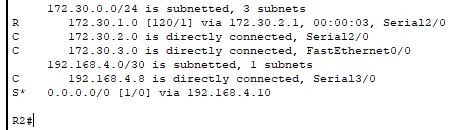 172.30.0.0/24 is subnetted, 3 subnets
R 172.30.1.0 [120/1] via 172.30.2.1, 00:00:03, Serial2/0
C 172.30.2.0 is directly connected, Serial2/0
C 172.30.3.0 is directly connected, FastEthernet0/0
192.168.4.0/30 is subnetted, 1 subnets
C 192.168.4.8 is directly connected, Serial3/0
S* 0.0.0.0/0 [1/0] via 192.168.4.10
R2#